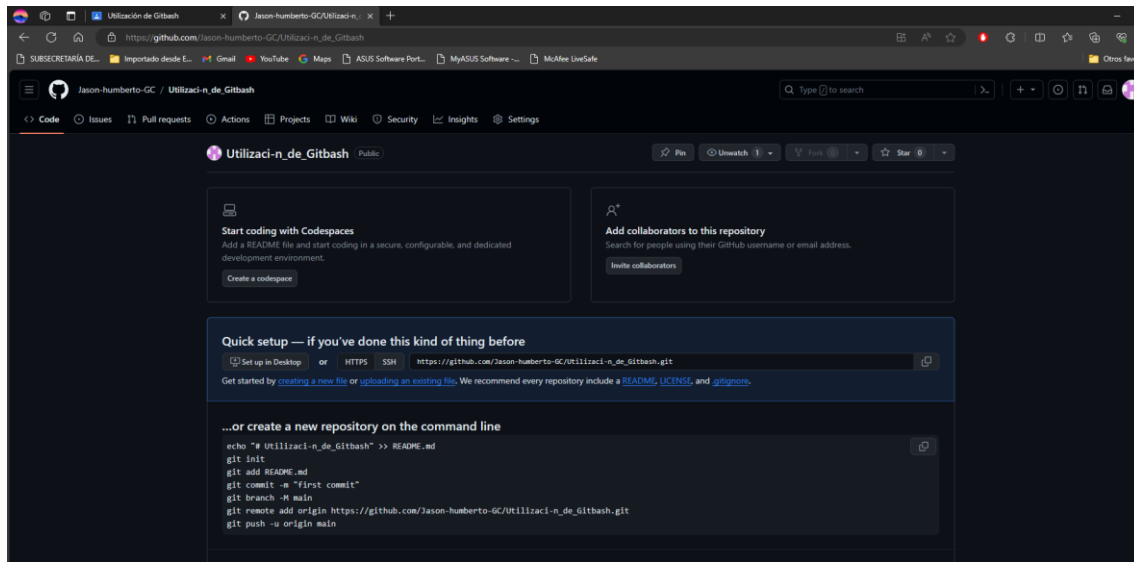 Utilización de Gitbash
Jason-humberto-GC/Utilizaci-n_c
https://github.com/Jason-humberto-GC/Utilizaci-n_de_Gitbash
SUBSECRETARÍA DE...
Importado desde E...
Gmail
YouTube
Maps
ASUS Software Port...
MyASUS Software -...
McAfee LiveSafe
Otros fav
Jason-humberto-GC / Utilizaci-n_de_Gitbash
Type / to search
Code
Issues
Pull requests
Actions
Projects
Wiki
Security
Insights
Settings
Utilizaci-n_de_Gitbash
Public
Pin
Unwatch 1
Fork 0
Star 0
Start coding with Codespaces
Add a README file and start coding in a secure, configurable, and dedicated
development environment.
Create a codespace
Add collaborators to this repository
Search for people using their GitHub username or email address.
Invite collaborators
Quick setup — if you've done this kind of thing before
Set up in Desktop or HTTPS SSH https://github.com/Jason-humberto-GC/Utilizaci-n_de_Gitbash.git
Get started by creating a new file or uploading an existing file. We recommend every repository include a README, LICENSE, and .gitignore.
...or create a new repository on the command line
echo "# Utilizaci-n_de_Gitbash" >> README.md
git init
git add README.md
git commit -m "first commit"
git branch -M main
git remote add origin https://github.com/Jason-humberto-GC/Utilizaci-n_de_Gitbash.git
git push -u origin main